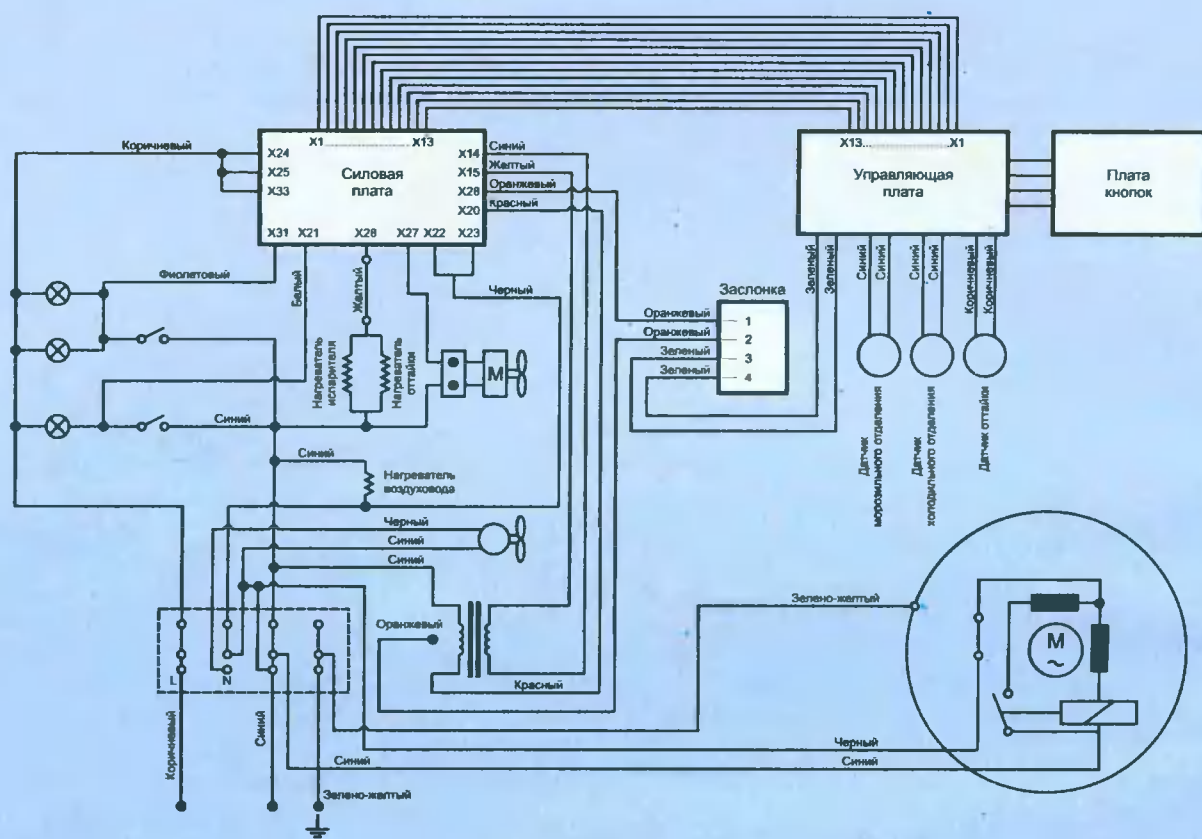 X1 X13
X13 X1
Коричневый
X24
X25
X33
Силовая
плата
X14
X15
X28
X20
Синий
Желтый
Оранжевый
Красный
X31 X21 X28 X27 X22 X23
Управляющая
плата
Плата
кнопок
Фиолетовый
Белый
Желтый
Черный
Зеленый
Зеленый
Синий
Синий
Синий
Синий
Коричневый
Коричневый
Заслонка
Оранжевый 1
Оранжевый 2
Зеленый 3
Зеленый 4
Нагреватель
испарителя
Нагреватель
оттайки
M
Датчик
морозильного отделения
Датчик
холодильного отделения
Датчик оттайки
Синий
Синий
Нагреватель
воздуховода
Черный
Синий
Синий
Зелено-желтый
Оранжевый
M
~
L N
Красный
Коричневый
Синий
Черный
Синий Синий
Зелено-желтый